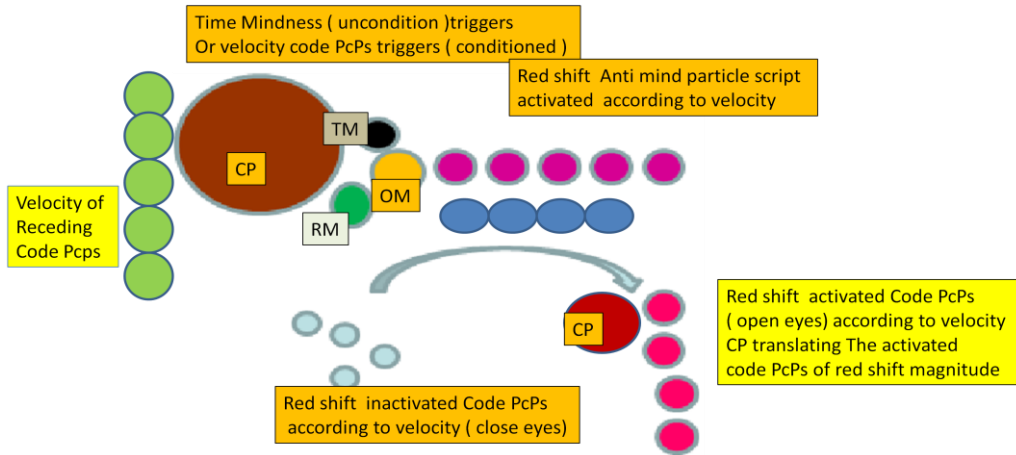 Time Mindness ( uncondition )triggers
Or velocity code PcPs triggers ( conditioned )
Red shift  Anti mind particle script
activated  according to velocity
TM
CP
OM
RM
Velocity of
Receding
Code Pcps
CP
Red shift  activated Code PcPs
( open eyes) according to velocity
CP translating The activated
code PcPs of red shift magnitude
Red shift  inactivated Code PcPs
according to velocity ( close eyes)